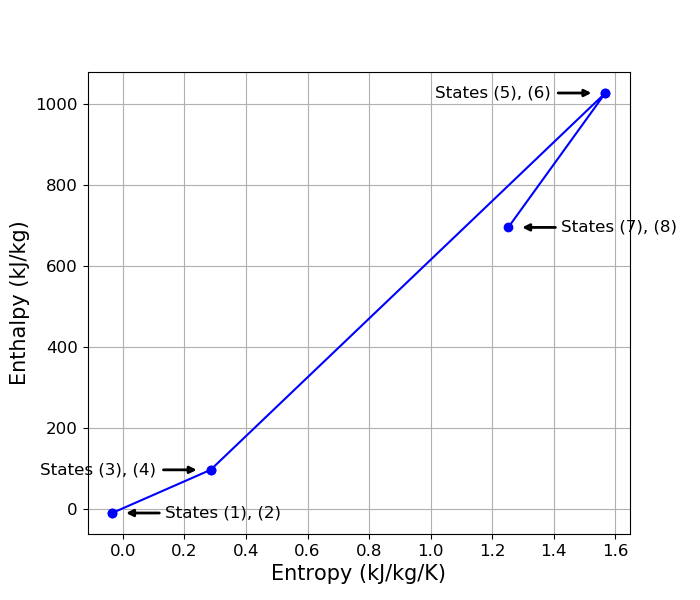 Enthalpy (kJ/kg)
1000
800
600
400
200
0
States (5), (6)
States (7), (8)
States (3), (4)
States (1), (2)
0.0 0.2 0.4 0.6 0.8 1.0 1.2 1.4 1.6
Entropy (kJ/kg/K)